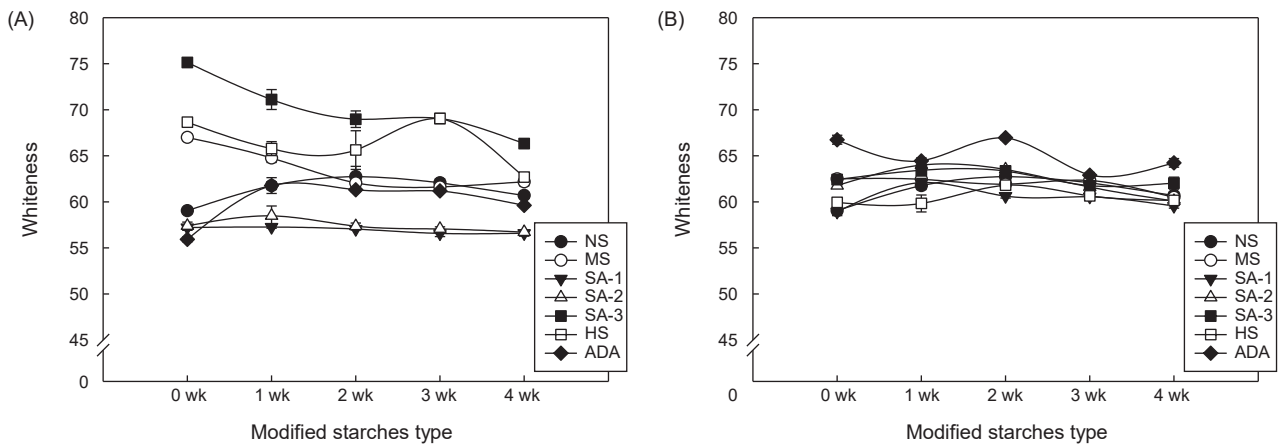 (A)
80
75
70
65
60
55
50
45
0
Whiteness
0 wk 1 wk 2 wk 3 wk 4 wk
Modified starches type
NS
MS
SA-1
SA-2
SA-3
HS
ADA
(B)
80
75
70
65
60
55
50
45
0
Whiteness
0 wk 1 wk 2 wk 3 wk 4 wk
Modified starches type
NS
MS
SA-1
SA-2
SA-3
HS
ADA